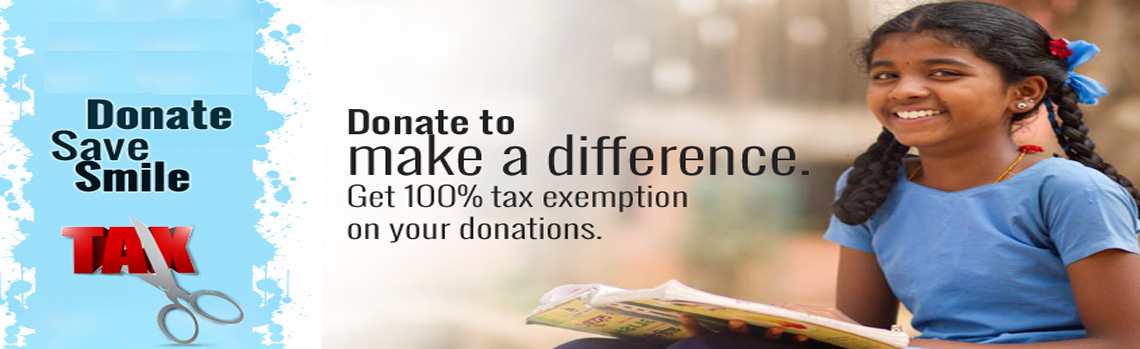 Donate
Save
Smile
TAX
Donate to
make a difference.
Get 100% tax exemption
on your donations.